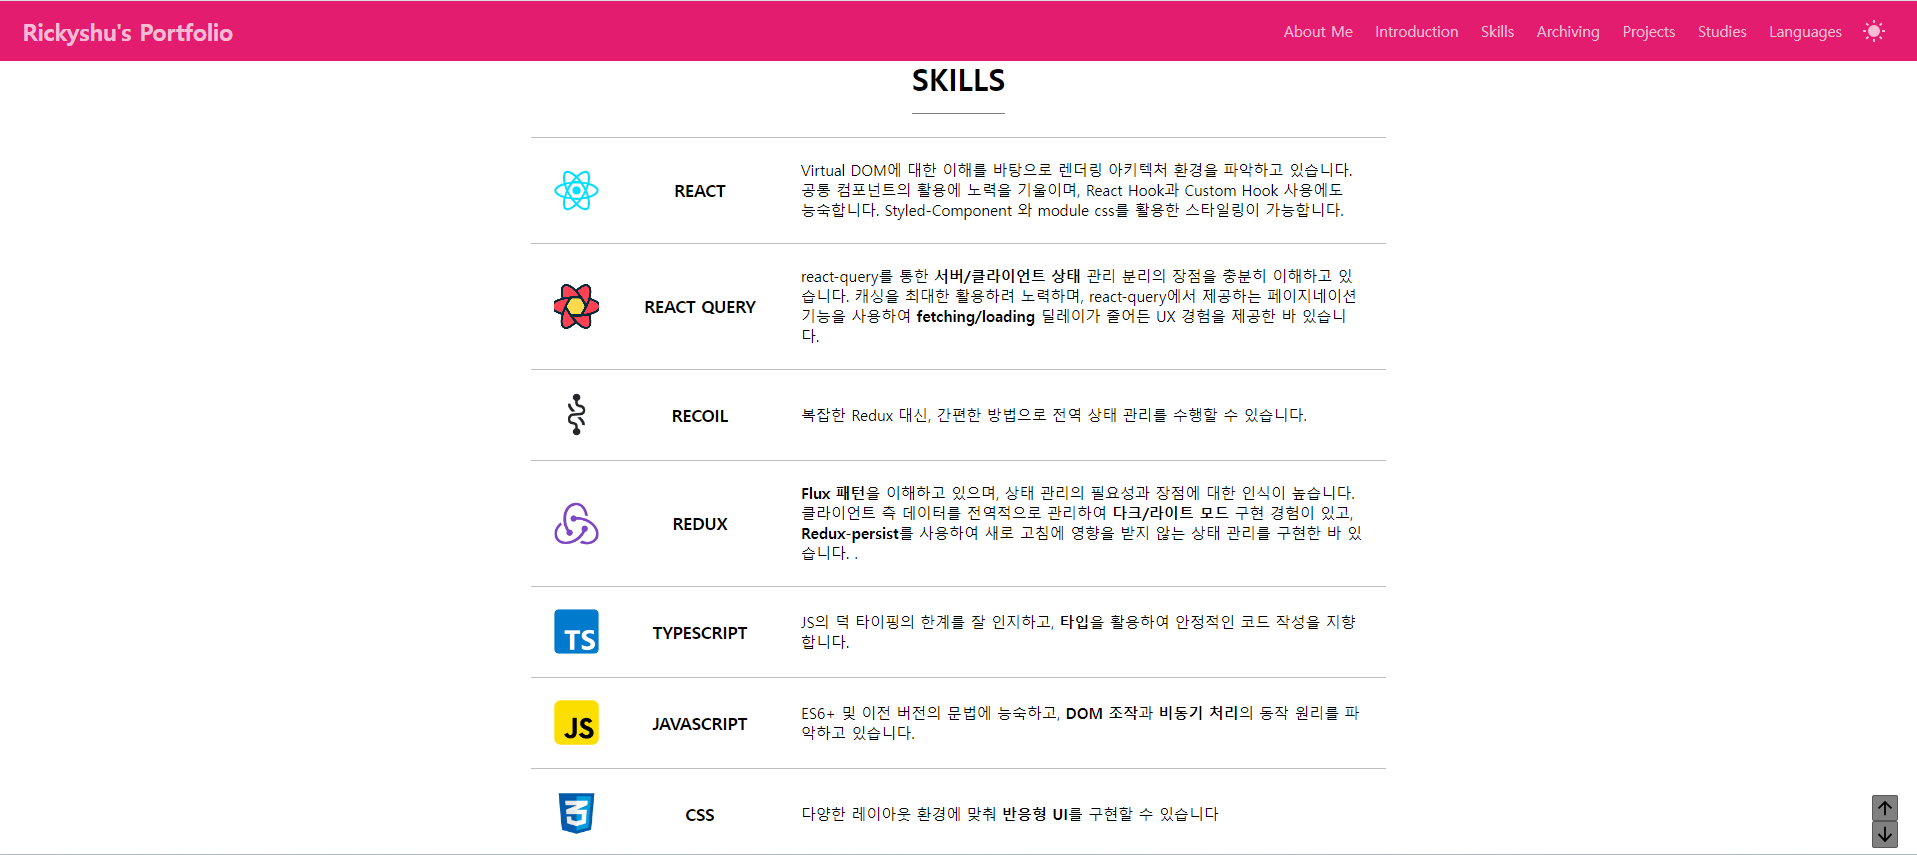 Rickyshu's Portfolio
About Me Introduction Skills Archiving Projects Studies Languages
SKILLS
REACT
Virtual DOM에 대한 이해를 바탕으로 렌더링 아키텍처 환경을 파악하고 있습니다.
공통 컴포넌트의 활용에 노력을 기울이며, React Hook과 Custom Hook 사용에도
능숙합니다. Styled-Component 와 module css를 활용한 스타일링이 가능합니다.
REACT QUERY
react-query를 통한 서버/클라이언트 상태 관리 분리의 장점을 충분히 이해하고 있
습니다. 캐싱을 최대한 활용하려 노력하며, react-query에서 제공하는 페이지네이션
기능을 사용하여 fetching/loading 딜레이가 줄어든 UX 경험을 제공한 바 있습니
다.
RECOIL
복잡한 Redux 대신, 간편한 방법으로 전역 상태 관리를 수행할 수 있습니다.
REDUX
Flux 패턴을 이해하고 있으며, 상태 관리의 필요성과 장점에 대한 인식이 높습니다.
클라이언트 측 데이터를 전역적으로 관리하여 다크/라이트 모드 구현 경험이 있고,
Redux-persist를 사용하여 새로 고침에 영향을 받지 않는 상태 관리를 구현한 바 있
습니다. .
TS
TYPESCRIPT
JS의 덕 타이핑의 한계를 잘 인지하고, 타입을 활용하여 안정적인 코드 작성을 지향
합니다.
JS
JAVASCRIPT
ES6+ 및 이전 버전의 문법에 능숙하고, DOM 조작과 비동기 처리의 동작 원리를 파
악하고 있습니다.
3
CSS
다양한 레이아웃 환경에 맞춰 반응형 UI를 구현할 수 있습니다